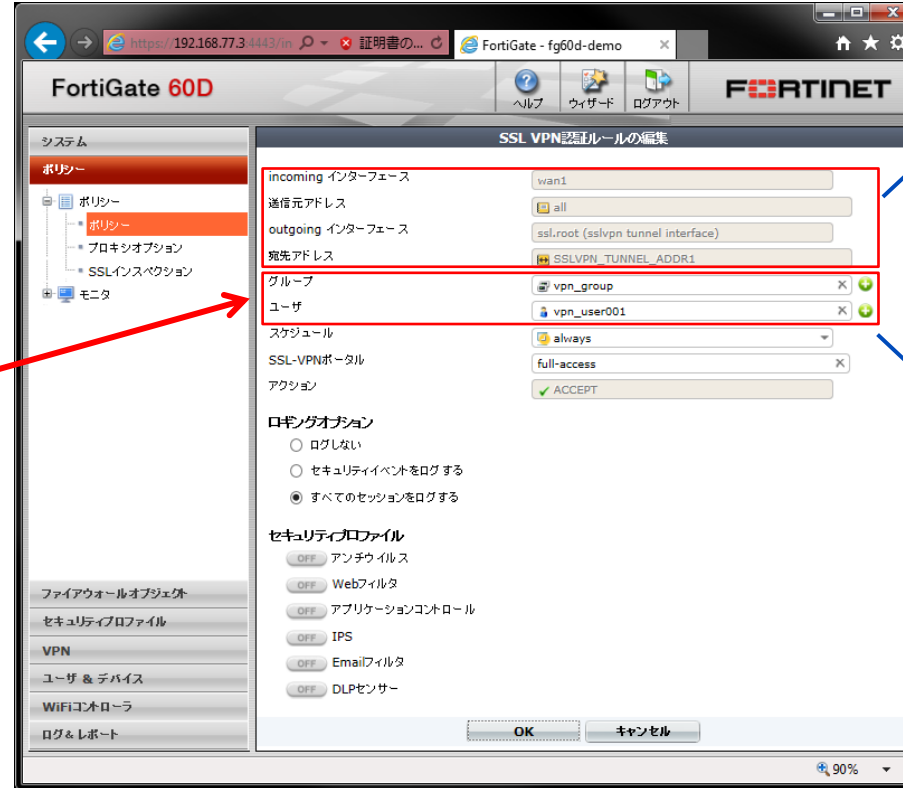 https://192.168.77.3:4443/in
証明書の...
FortiGate - fg60d-demo
FortiGate 60D
ヘルプ
ウィザード
ログアウト
FORTINET
システム
ポリシー
ポリシー
ポリシー
プロキシオプション
SSLインスペクション
モニタ
ファイアウォールオブジェクト
セキュリティプロファイル
VPN
ユーザ & デバイス
WiFiコントローラ
ログ& レポート
SSL VPN認証ルールの編集
incoming インターフェース wan1
送信元アドレス all
outgoing インターフェース ssl.root (sslvpn tunnel interface)
宛先アドレス SSLVPN_TUNNEL_ADDR1
グループ vpn_group
ユーザ vpn_user001
スケジュール always
SSL-VPNポータル full-access
アクション ACCEPT
ロギングオプション
ログしない
セキュリティイベントをログする
すべてのセッションをログする
セキュリティプロファイル
OFF アンチウイルス
OFF Webフィルタ
OFF アプリケーションコントロール
OFF IPS
OFF Emailフィルタ
OFF DLPセンサー
OK キャンセル
90%